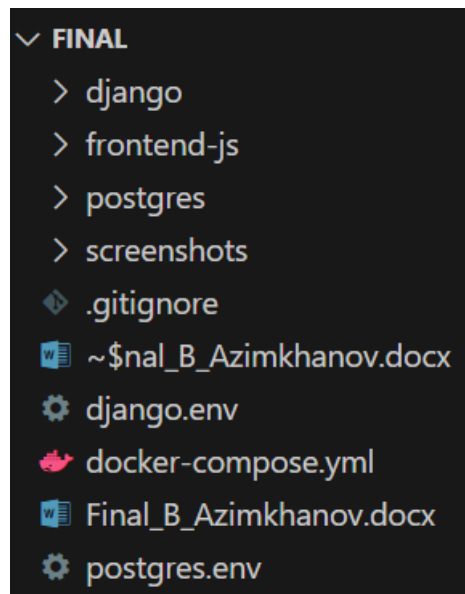 FINAL
django
frontend-js
postgres
screenshots
.gitignore
~$nal_B_Azimkhanov.docx
django.env
docker-compose.yml
Final_B_Azimkhanov.docx
postgres.env